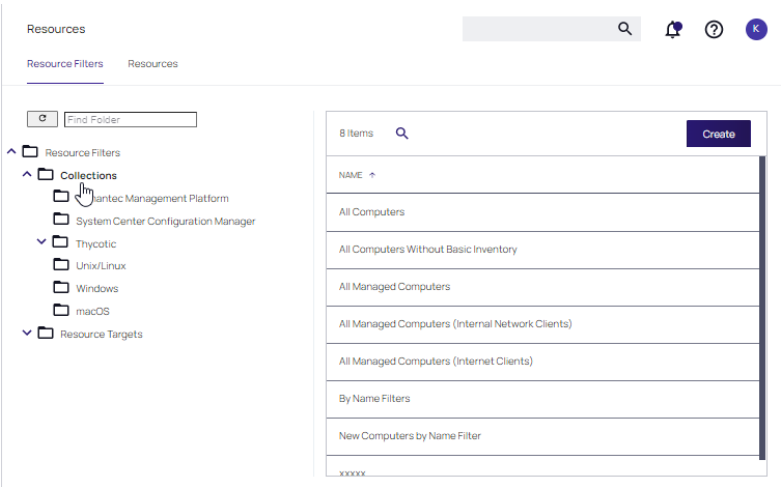 Resources
K
Resource Filters
Resources
Find Folder
Resource Filters
Collections
mantec Management Platform
System Center Configuration Manager
Thycotic
Unix/Linux
Windows
macOS
Resource Targets
8 Items
Create
NAME
All Computers
All Computers Without Basic Inventory
All Managed Computers
All Managed Computers (Internal Network Clients)
All Managed Computers (Internet Clients)
By Name Filters
New Computers by Name Filter
xxxxx